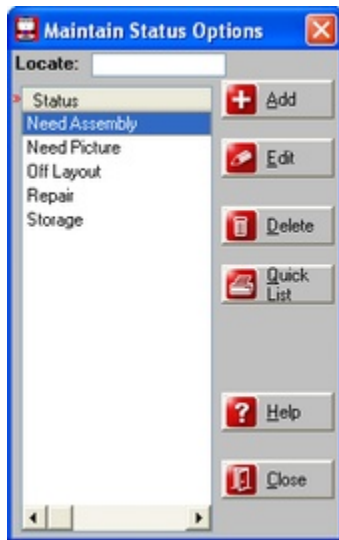 Maintain Status Options
Locate:
Status
Need Assembly
Need Picture
Off Layout
Repair
Storage
Add
Edit
Delete
Quick
List
Help
Close